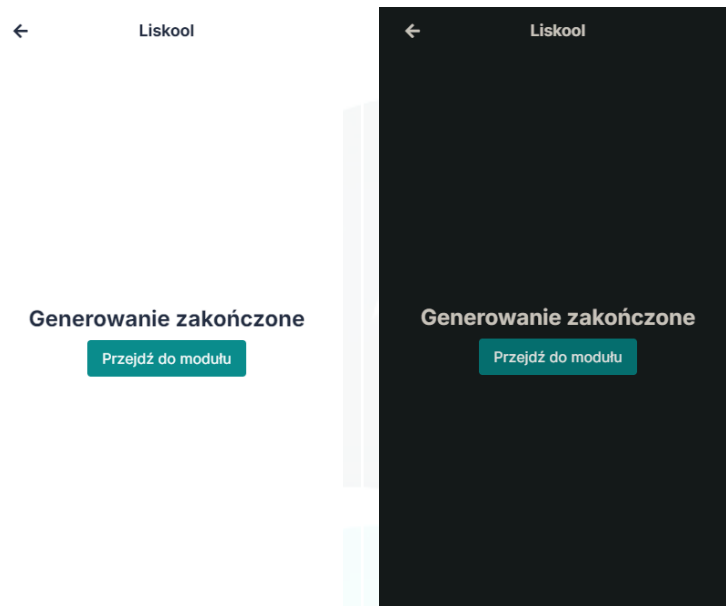 Liskool
Generowanie zakończone
Przejdź do modułu
Liskool
Generowanie zakończone
Przejdź do modułu